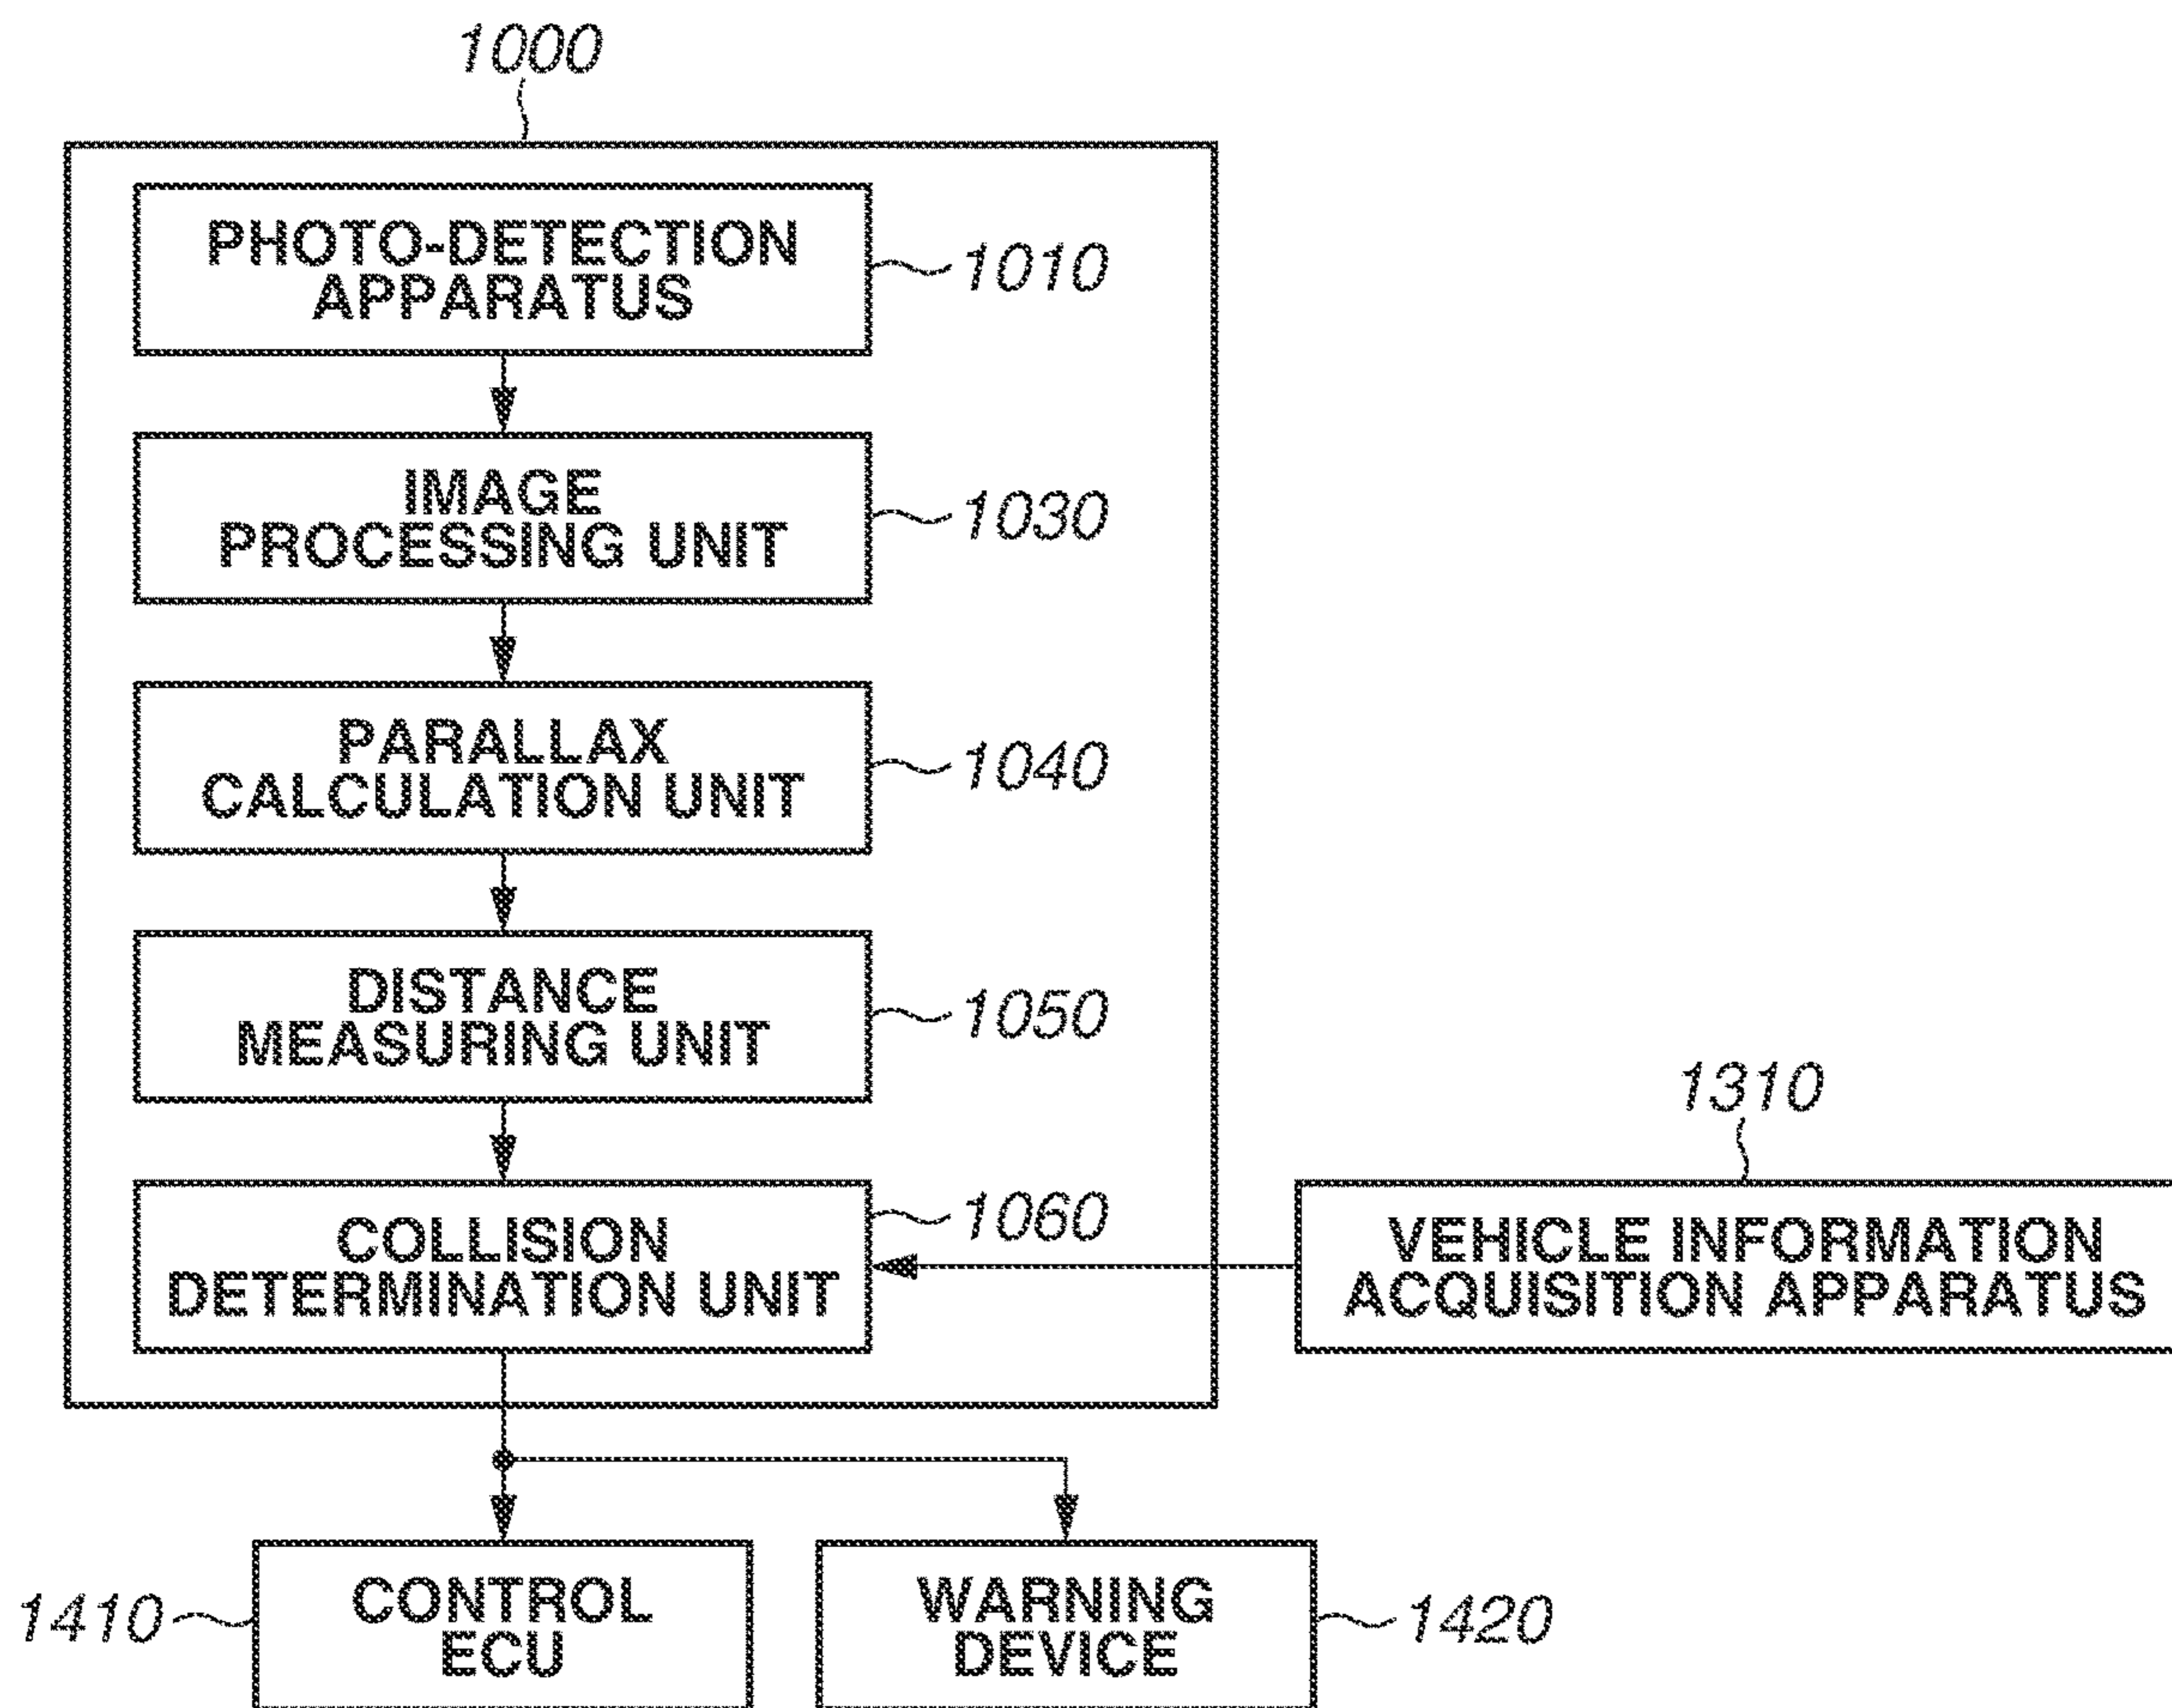 1000
PHOTO-DETECTION
APPARATUS
1010
IMAGE
PROCESSING UNIT
1030
PARALLAX
CALCULATION UNIT
1040
DISTANCE
MEASURING UNIT
1050
COLLISION
DETERMINATION UNIT
1060
1310
VEHICLE INFORMATION
ACQUISITION APPARATUS
1410
CONTROL
ECU
WARNING
DEVICE
1420